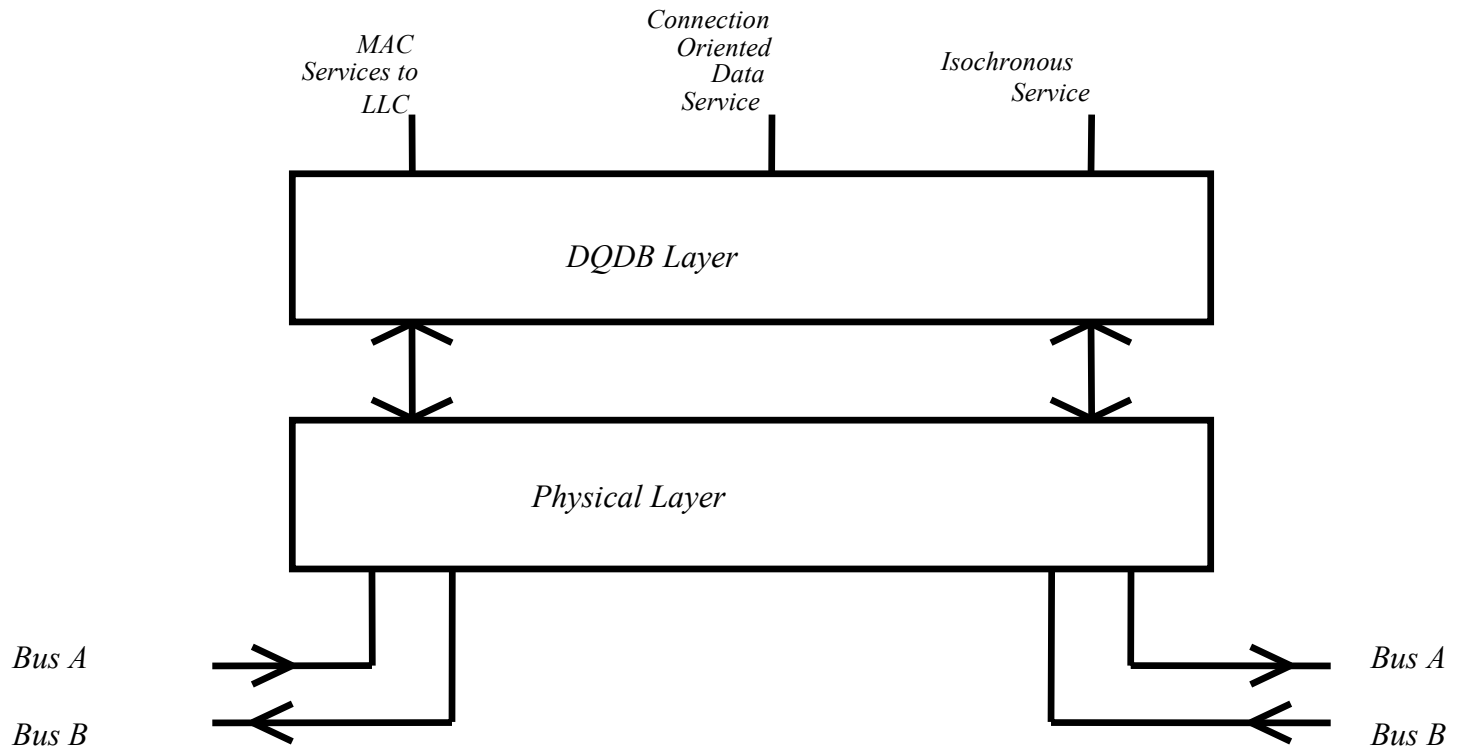 MAC
Services to
LLC
Connection
Oriented
Data
Service
Isochronous
Service
DQDB Layer
Physical Layer
Bus A
Bus A
Bus B
Bus B